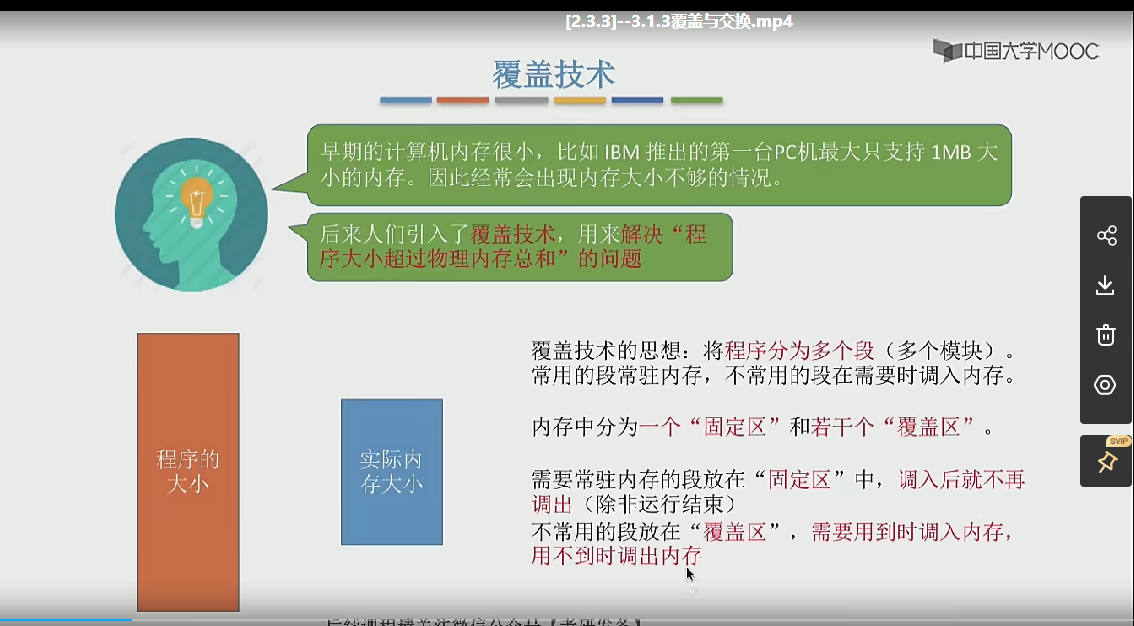 [2.3.3]--3.1.3覆盖与交换.mp4
中国大学MOOC
覆盖技术
早期的计算机内存很小，比如 IBM 推出的第一台PC机最大只支持 1MB 大
小的内存。因此经常会出现内存大小不够的情况。
后来人们引入了覆盖技术，用来解决“程
序大小超过物理内存总和”的问题
覆盖技术的思想：将程序分为多个段（多个模块）。
常用的段常驻内存，不常用的段在需要时调入内存。
内存中分为一个“固定区”和若干个“覆盖区”。
需要常驻内存的段放在“固定区”中，调入后就不再
调出（除非运行结束）
不常用的段放在“覆盖区”，需要用到时调入内存，
用不到时调出内存
程序的
大小
实际内
存大小
SVIP